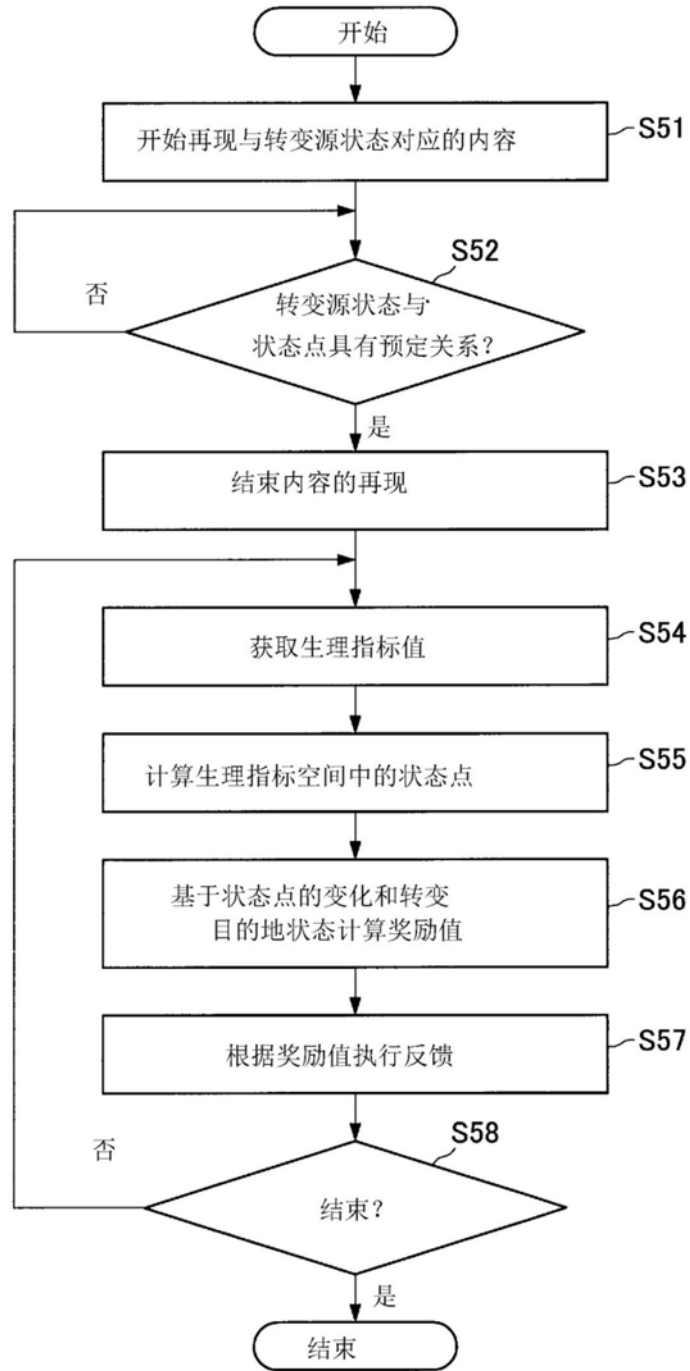 开始
开始再现与转变源状态对应的内容
S51
S52
否
转变源状态与
状态点具有预定关系？
是
结束内容的再现
S53
获取生理指标值
S54
计算生理指标空间中的状态点
S55
基于状态点的变化和转变
目的地状态计算奖励值
S56
根据奖励值执行反馈
S57
否
S58
结束？
是
结束